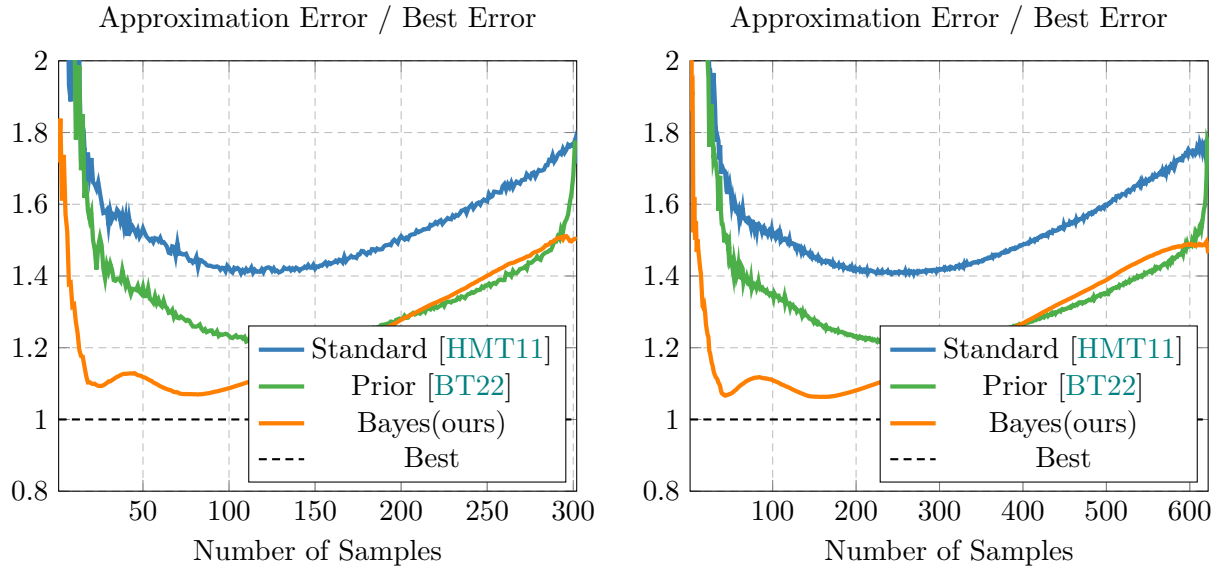 Approximation Error / Best Error
2
1.8
1.6
1.4
1.2
1
0.8
50
100
150
200
250
300
Number of Samples
Standard [HMT11]
Prior [BT22]
Bayes(ours)
Best
Approximation Error / Best Error
2
1.8
1.6
1.4
1.2
1
0.8
100
200
300
400
500
600
Number of Samples
Standard [HMT11]
Prior [BT22]
Bayes(ours)
Best